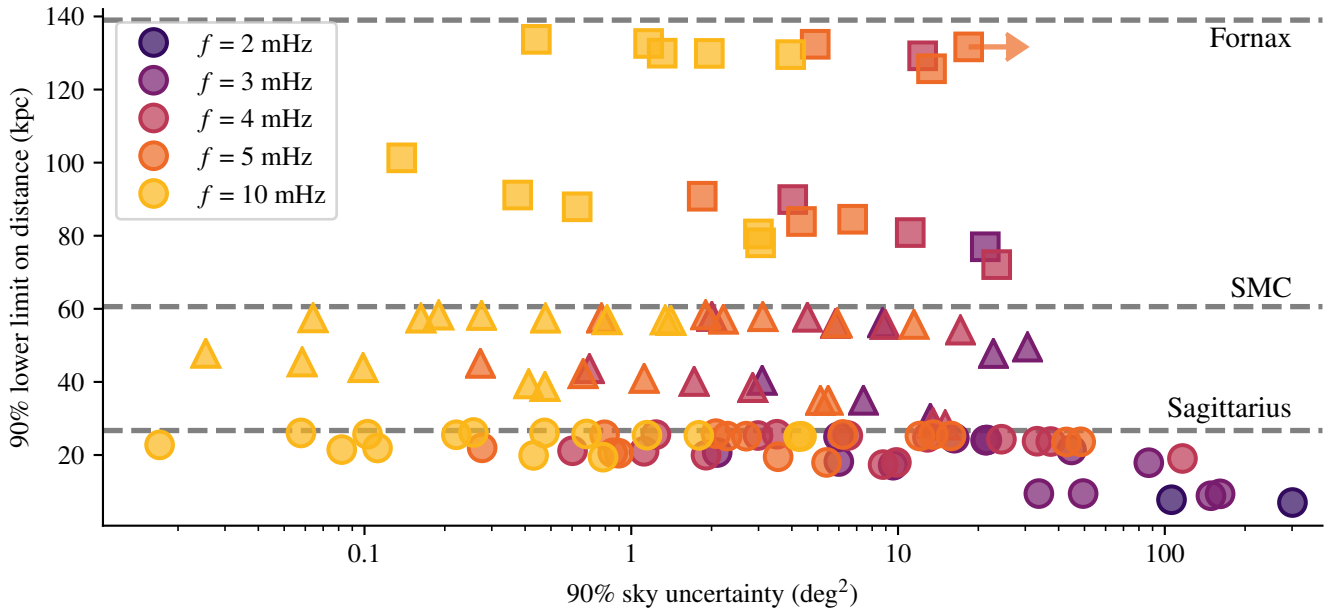 140
120
100
80
60
40
20
90% lower limit on distance (kpc)
f = 2 mHz
f = 3 mHz
f = 4 mHz
f = 5 mHz
f = 10 mHz
Fornax
SMC
Sagittarius
0.1
1
10
100
90% sky uncertainty (deg²)